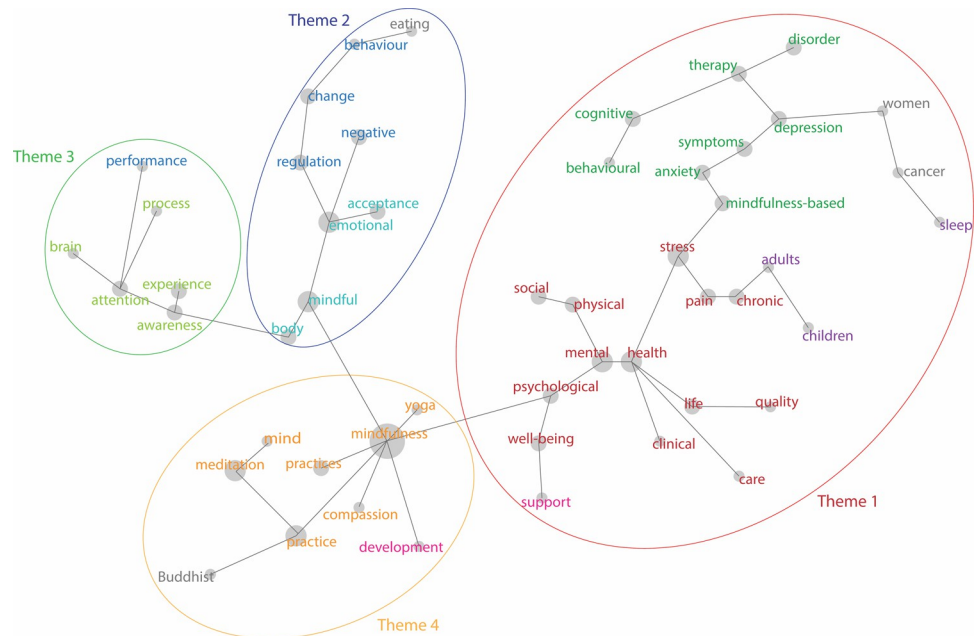 Theme 2
eating
behaviour
change
negative
regulation
acceptance
emotional
mindful
body
Theme 3
performance
process
brain
experience
attention
awareness
disorder
therapy
women
cognitive
depression
symptoms
behavioural
anxiety
cancer
mindfulness-based
sleep
stress
adults
social
physical
pain
chronic
children
mental
health
psychological
life
quality
well-being
clinical
care
support
Theme 1
yoga
mindfulness
mind
meditation
practices
compassion
practice
development
Buddhist
Theme 4